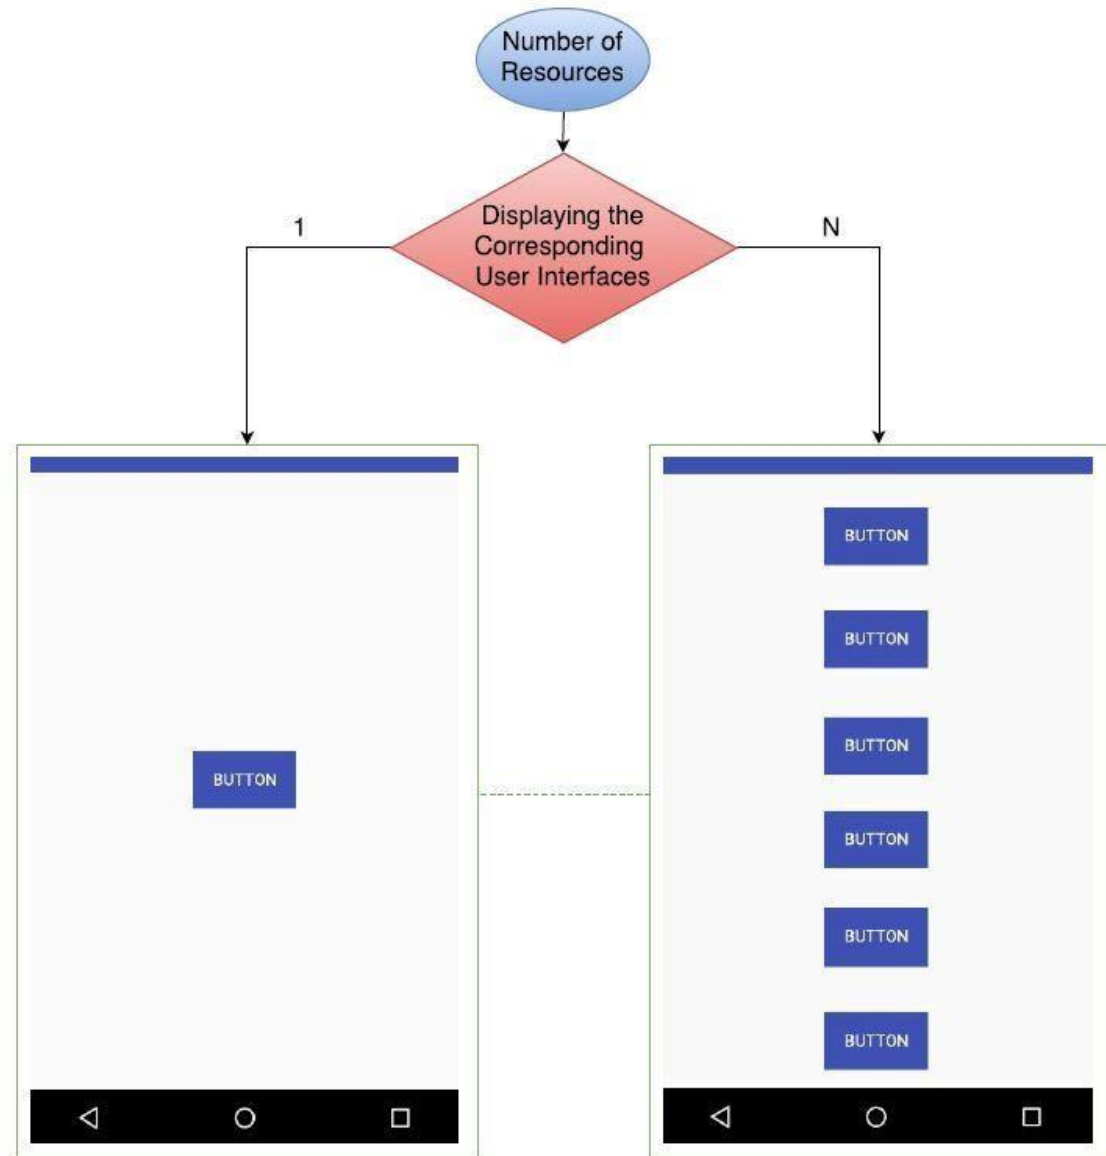 Number of
Resources
Displaying the
Corresponding
User Interfaces
1
N
BUTTON
BUTTON
BUTTON
BUTTON
BUTTON
BUTTON
BUTTON